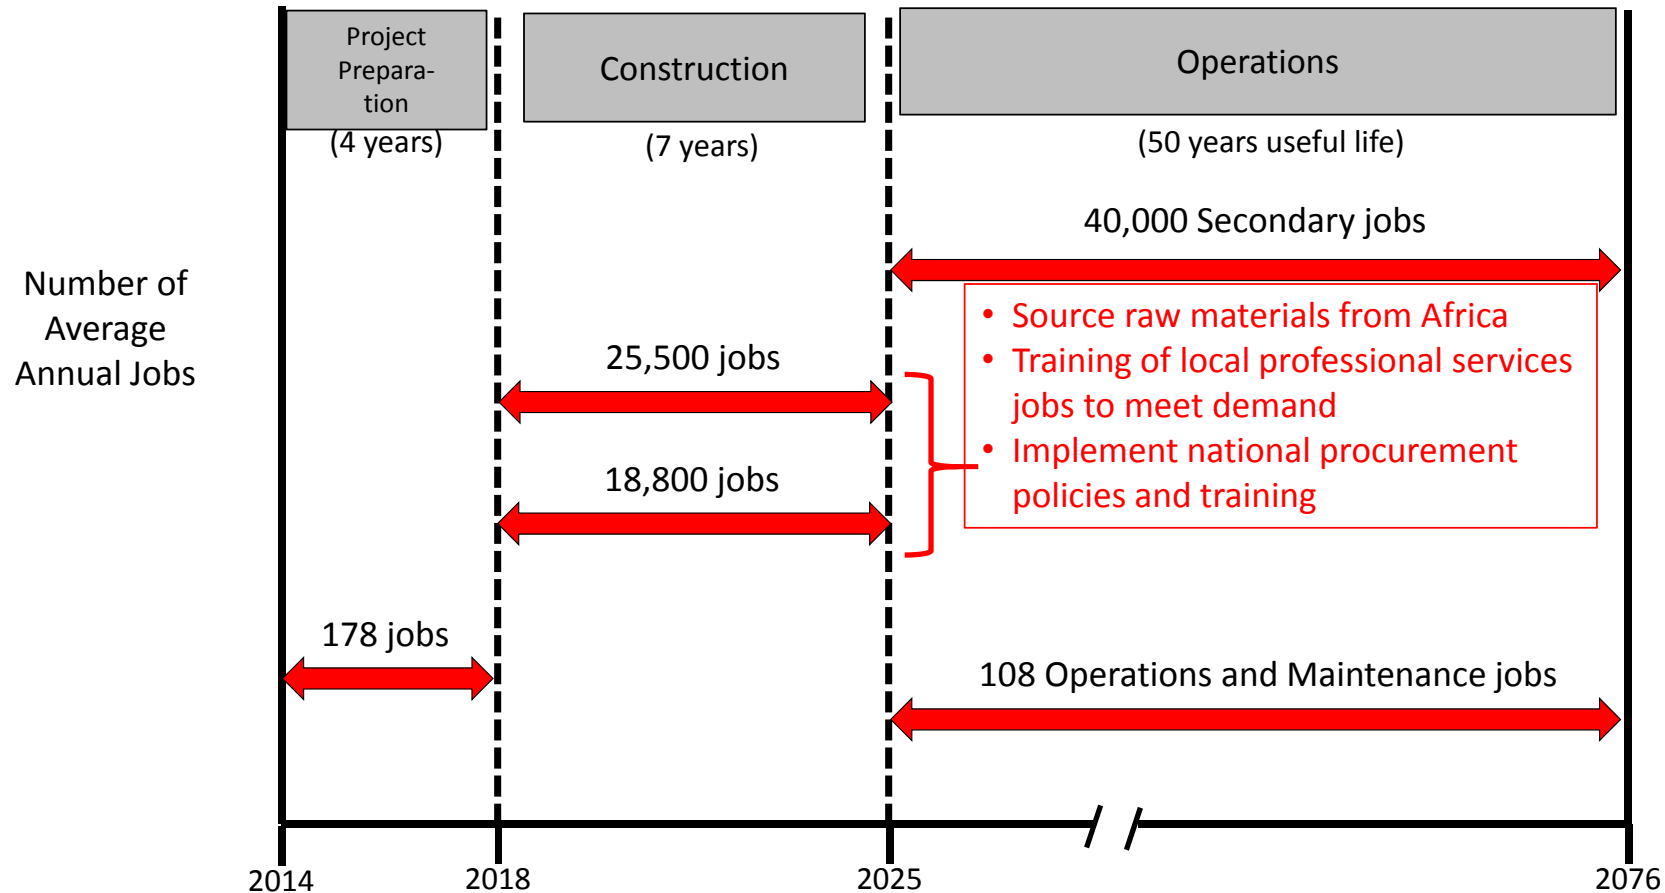 Project
Prepara-
tion
(4 years)
Construction
(7 years)
Operations
(50 years useful life)
Number of
Average
Annual Jobs
40,000 Secondary jobs
• Source raw materials from Africa
• Training of local professional services
jobs to meet demand
• Implement national procurement
policies and training
25,500 jobs
18,800 jobs
178 jobs
108 Operations and Maintenance jobs
2014
2018
2025
2076